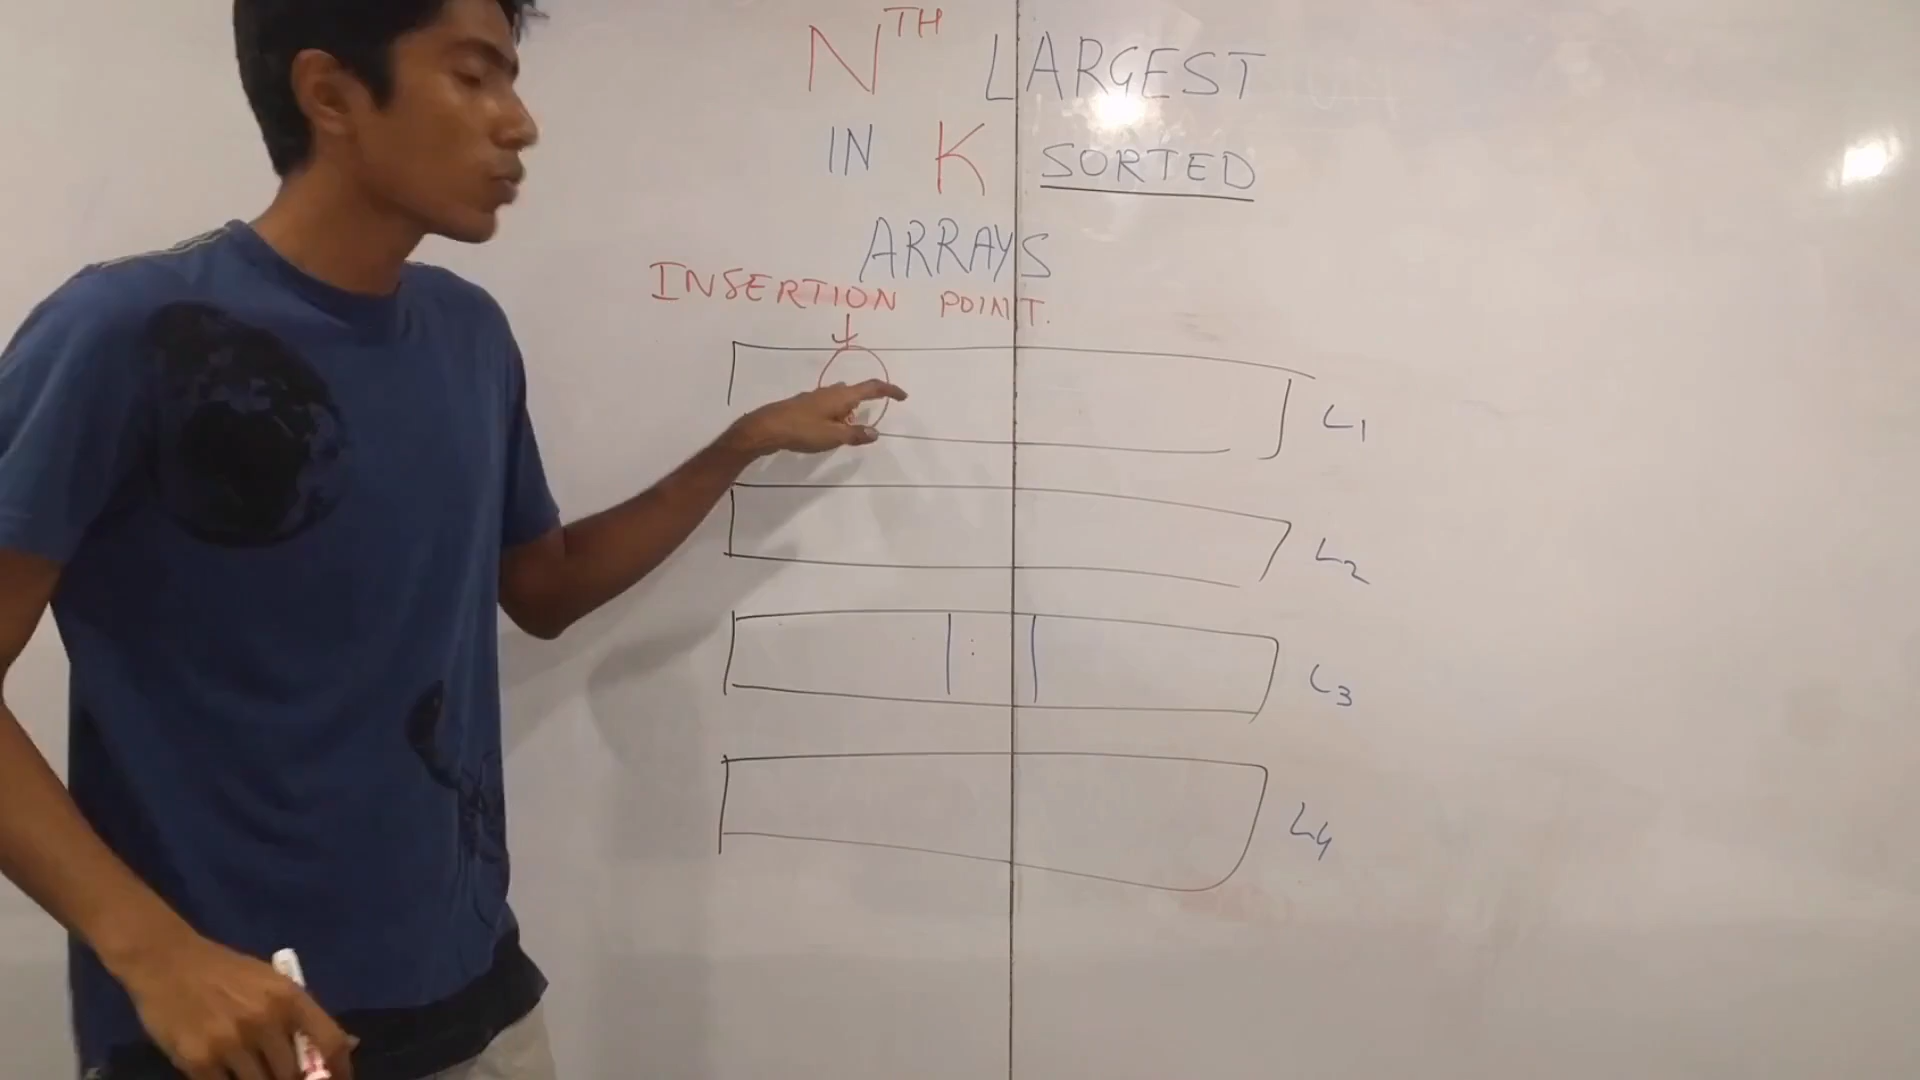 NTH LARGEST
IN K SORTED
ARRAYS
INSERTION POINT.
L1
L2
L3
L4